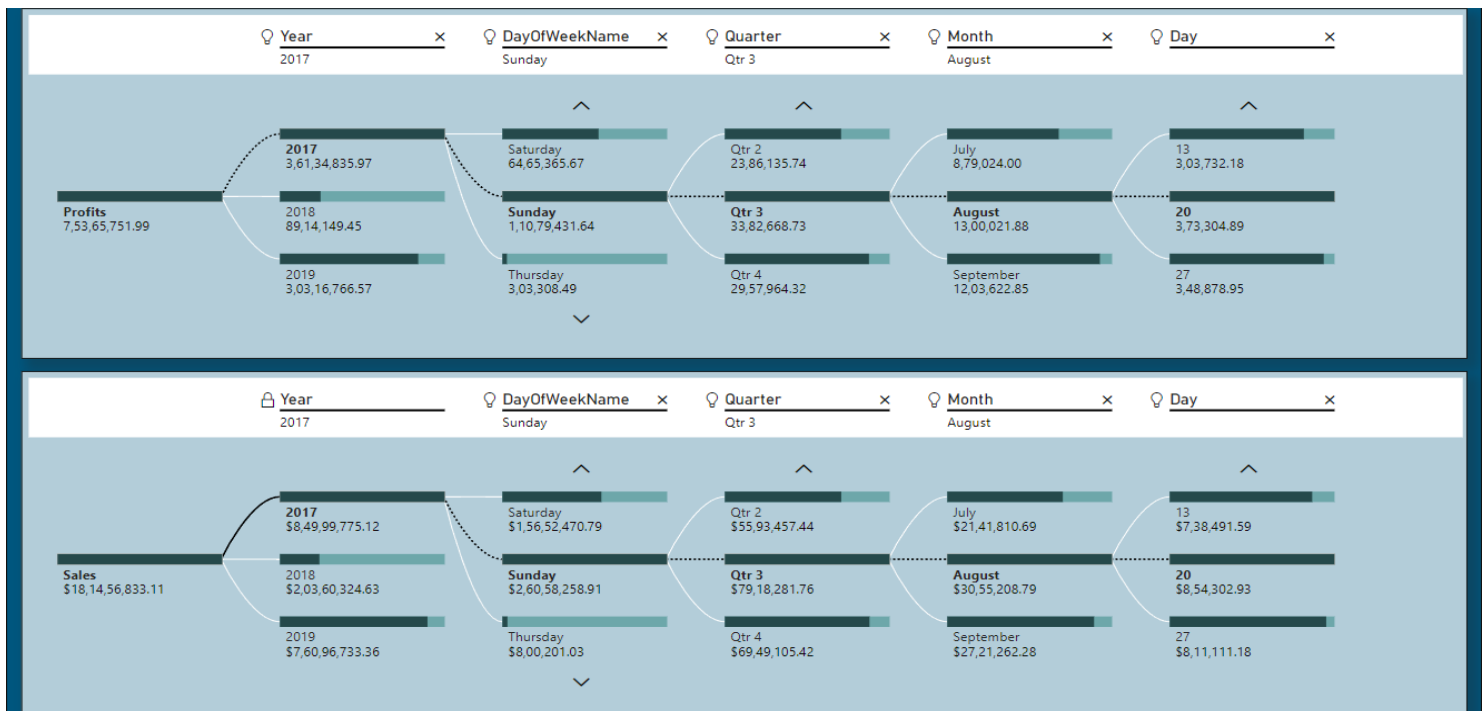 Year × DayOfWeekName × Quarter × Month × Day ×
2017 Sunday Qtr 3 August
2017 Saturday Qtr 2 July 13
3,61,34,835.97 64,65,365.67 23,86,135.74 8,79,024.00 3,03,732.18
Profits 2018 Sunday Qtr 3 August 20
7,53,65,751.99 89,14,149.45 1,10,79,431.64 33,82,668.73 13,00,021.88 3,73,304.89
2019 Thursday Qtr 4 September 27
3,03,16,766.57 3,03,308.49 29,57,964.32 12,03,622.85 3,48,878.95
Year DayOfWeekName × Quarter × Month × Day ×
2017 Sunday Qtr 3 August
2017 Saturday Qtr 2 July 13
$8,49,99,775.12 $1,56,52,470.79 $55,93,457.44 $21,41,810.69 $7,38,491.59
Sales 2018 Sunday Qtr 3 August 20
$18,14,56,833.11 $2,03,60,324.63 $2,60,58,258.91 $79,18,281.76 $30,55,208.79 $8,54,302.93
2019 Thursday Qtr 4 September 27
$7,60,96,733.36 $8,00,201.03 $69,49,105.42 $27,21,262.28 $8,11,111.18